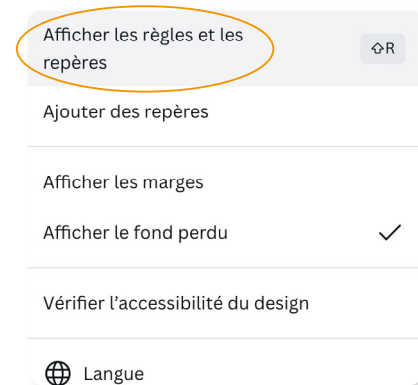 Afficher les règles et les
repères
⇧R
Ajouter des repères
Afficher les marges
Afficher le fond perdu
Vérifier l’accessibilité du design
Langue